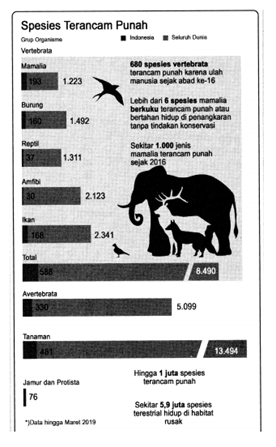 Spesies Terancam Punah
Grup Organisme
Indonesia
Seluruh Dunia
Vertebrata
Mamalia
193
1.223
680 spesies vertebrata
terancam punah karena ulah
manusia sejak abad ke-16
Burung
160
1.492
Lebih dari 6 spesies mamalia
berkuku terancam punah atau
bertahan hidup di penangkaran
tanpa tindakan konservasi
Reptil
37
1.311
Sekitar 1.000 jenis
mamalia terancam punah
sejak 2016
Amfibi
30
2.123
Ikan
168
2.341
Total
588
8.490
Avertebrata
330
5.099
Tanaman
481
13.494
Jamur dan Protista
76
Hingga 1 juta spesies
terancam punah
Sekitar 5,9 juta spesies
terestrial hidup di habitat
rusak
*)Data hingga Maret 2019